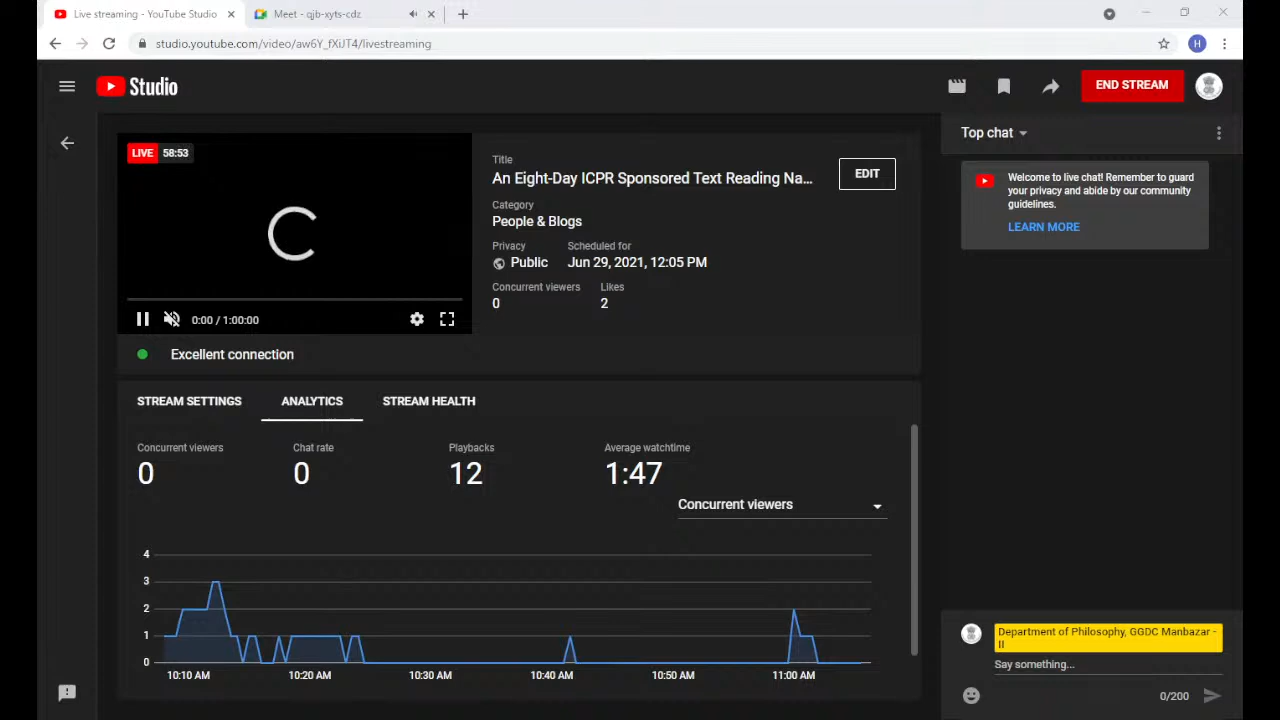 Live streaming - YouTube Studio
Meet - qjb-xyts-cdz
studio.youtube.com/video/aw6Y_fXiJT4/livestreaming
H
Studio
END STREAM
LIVE 58:53
0:00 / 1:00:00
Excellent connection
Title
An Eight-Day ICPR Sponsored Text Reading Na...
EDIT
Category
People & Blogs
Privacy
Public
Scheduled for
Jun 29, 2021, 12:05 PM
Concurrent viewers
0
Likes
2
Top chat
Welcome to live chat! Remember to guard
your privacy and abide by our community
guidelines.
LEARN MORE
STREAM SETTINGS
ANALYTICS
STREAM HEALTH
Concurrent viewers
0
Chat rate
0
Playbacks
12
Average watchtime
1:47
Concurrent viewers
4
3
2
1
0
10:10 AM
10:20 AM
10:30 AM
10:40 AM
10:50 AM
11:00 AM
Department of Philosophy, GGDC Manbazar -
II
Say something...
0/200